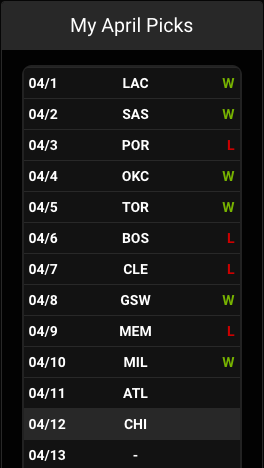 My April Picks
04/1 LAC W
04/2 SAS W
04/3 POR L
04/4 OKC W
04/5 TOR W
04/6 BOS L
04/7 CLE L
04/8 GSW W
04/9 MEM L
04/10 MIL W
04/11 ATL
04/12 CHI
04/13 -